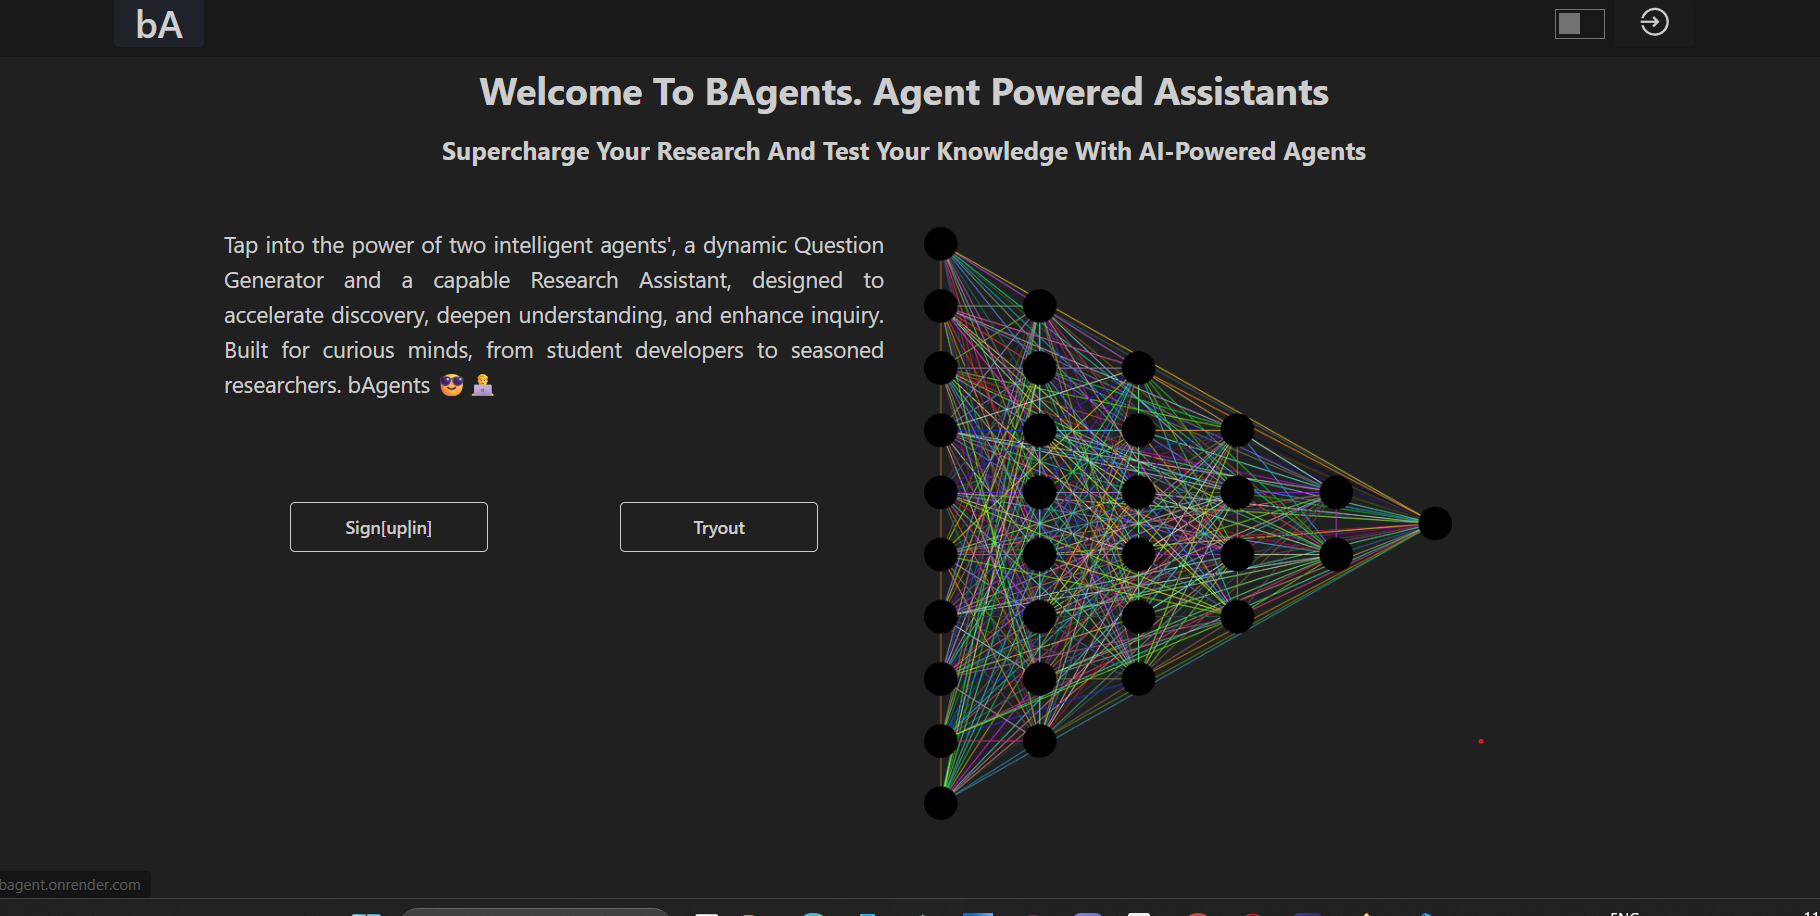 bA
Welcome To BAgents. Agent Powered Assistants
Supercharge Your Research And Test Your Knowledge With AI-Powered Agents
Tap into the power of two intelligent agents', a dynamic Question
Generator and a capable Research Assistant, designed to
accelerate discovery, deepen understanding, and enhance inquiry.
Built for curious minds, from student developers to seasoned
researchers. bAgents 😎 🧑‍💻
Sign[up|in]
Tryout
bagent.onrender.com